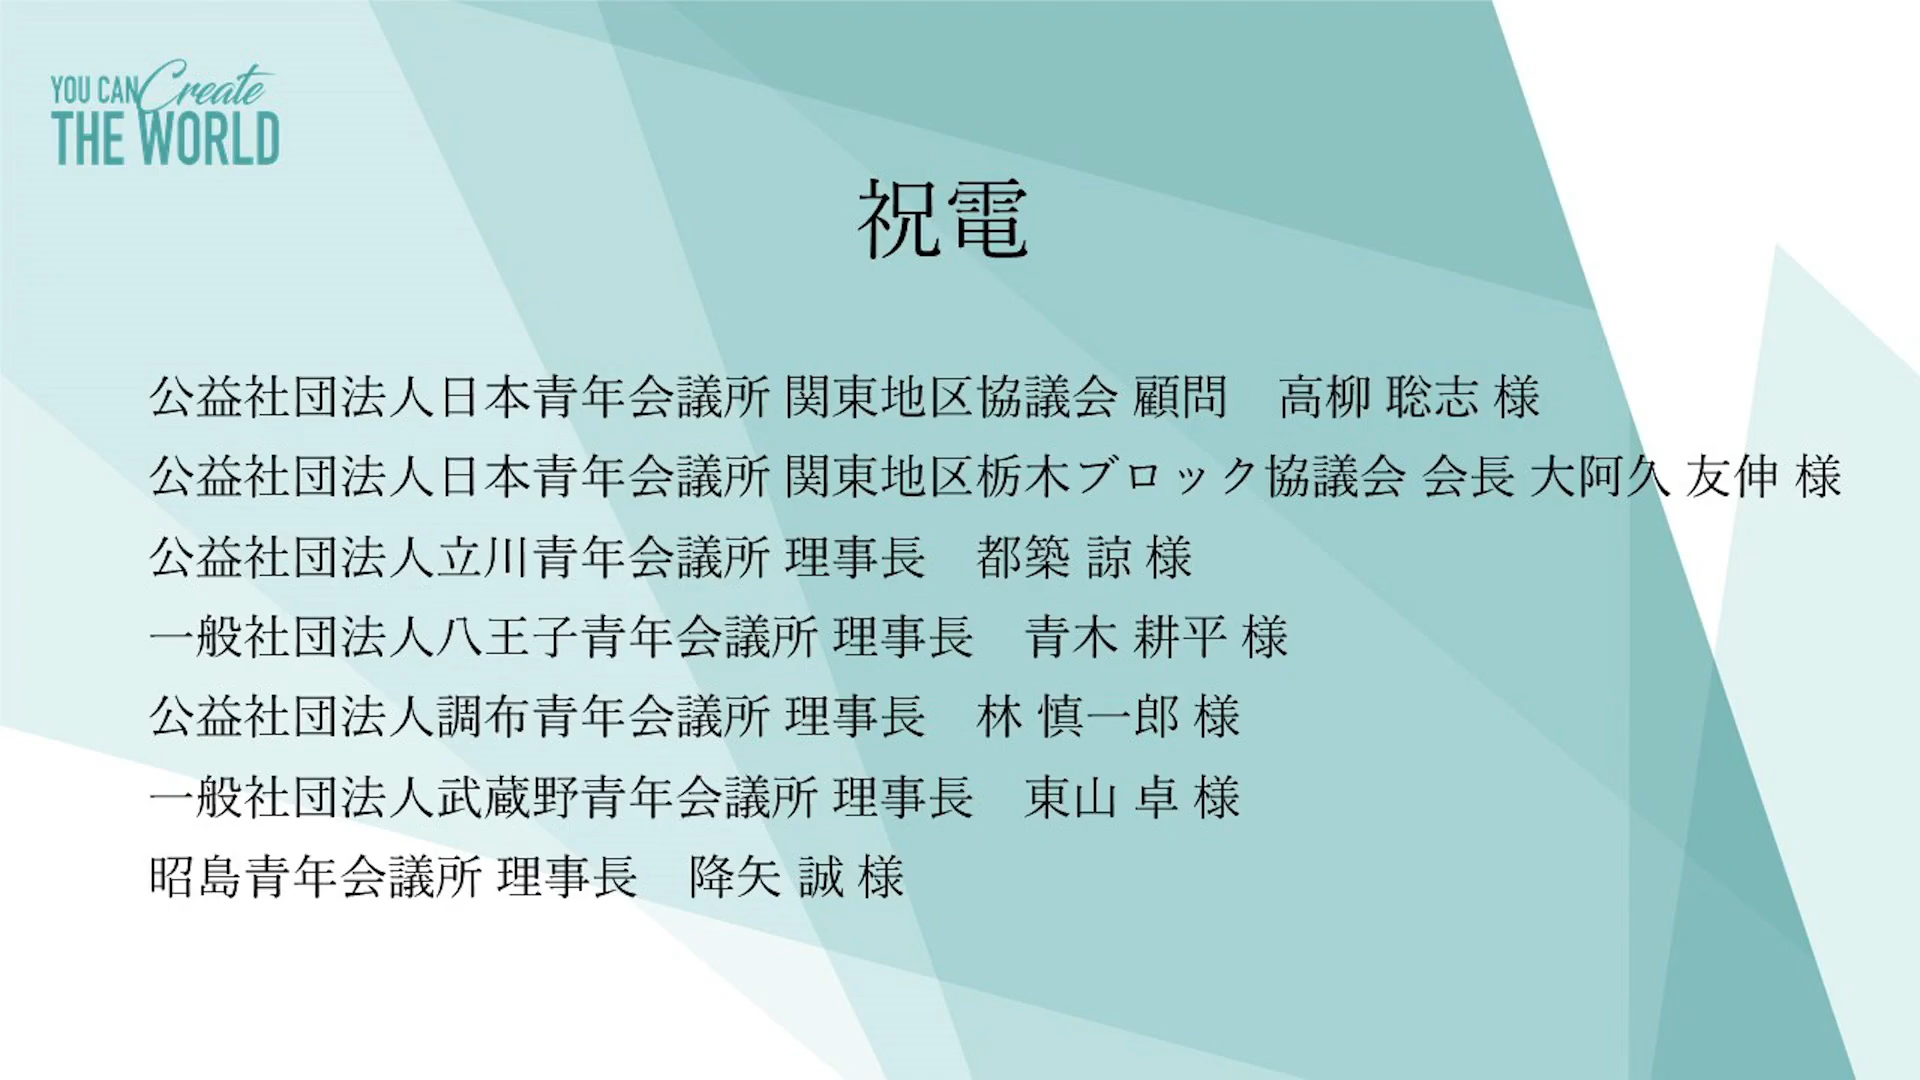 YOU CAN Create
THE WORLD
祝電
公益社団法人日本青年会議所 関東地区協議会 顧問　高柳 聡志 様
公益社団法人日本青年会議所 関東地区栃木ブロック協議会 会長 大阿久 友伸 様
公益社団法人立川青年会議所 理事長　都築 諒 様
一般社団法人八王子青年会議所 理事長　青木 耕平 様
公益社団法人調布青年会議所 理事長　林 慎一郎 様
一般社団法人武蔵野青年会議所 理事長　東山 卓 様
昭島青年会議所 理事長　降矢 誠 様